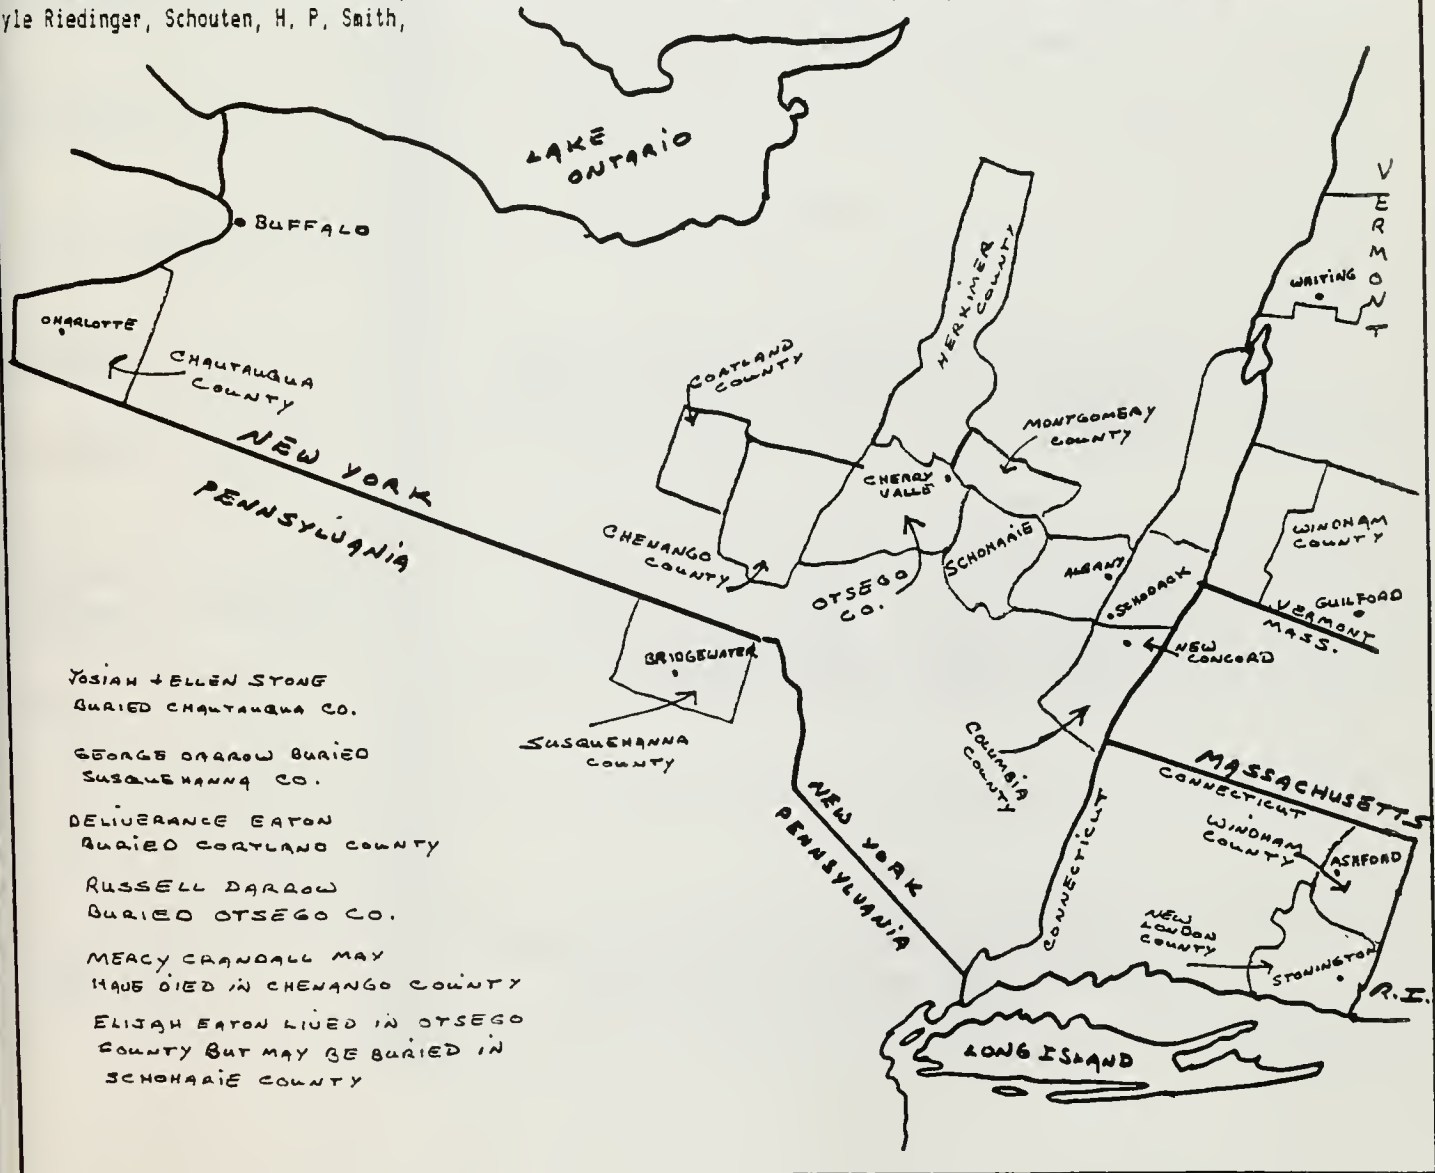 yle Riedinger, Schouten, H. P. Smith,
LAKE
ONTARIO
BUFFALO
CHARLOTTE
CHAUTAUQUA
COUNTY
NEW YORK
PENNSYLVANIA
HERKIMER
COUNTY
CORTLAND
COUNTY
MONTGOMERY
COUNTY
CHERRY
VALLE
CHENANGO
COUNTY
OTSEGO
CO.
SCHOHARIE
ALBANY
SCHODACK
NEW
CONCORD
VERMONT
WHITING
WINDHAM
COUNTY
GUILFORD
VERMONT
MASS.
BRIDGEWATER
SUSQUEHANNA
COUNTY
COLUMBIA
COUNTY
MASSACHUSETTS
CONNECTICUT
WINDHAM
COUNTY
ASHFORD
NEW
LONDON
COUNTY
STONINGTON
R.I.
CONNECTICUT
NEW YORK
PENNSYLVANIA
LONG ISLAND
JOSIAH + ELLEN STONE
BURIED CHAUTAUQUA CO.
GEORGE DARROW BURIED
SUSQUEHANNA CO.
DELIVERANCE EATON
BURIED CORTLAND COUNTY
RUSSELL DARROW
BURIED OTSEGO CO.
MERCY CRANDALL MAY
HAVE DIED IN CHENANGO COUNTY
ELIJAH EATON LIVED IN OTSEGO
COUNTY BUT MAY BE BURIED IN
SCHOHARIE COUNTY